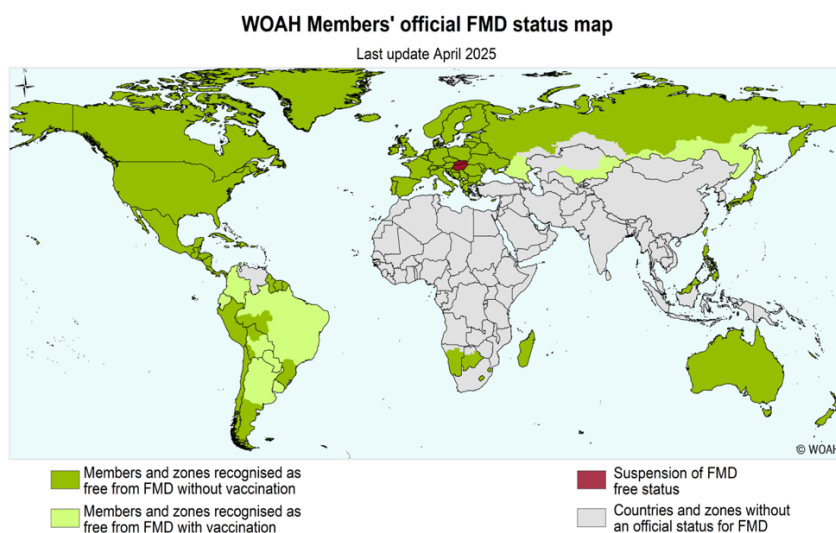 WOAH Members' official FMD status map
Last update April 2025
N
© WOAH
Members and zones recognised as
free from FMD without vaccination
Members and zones recognised as
free from FMD with vaccination
Suspension of FMD
free status
Countries and zones without
an official status for FMD